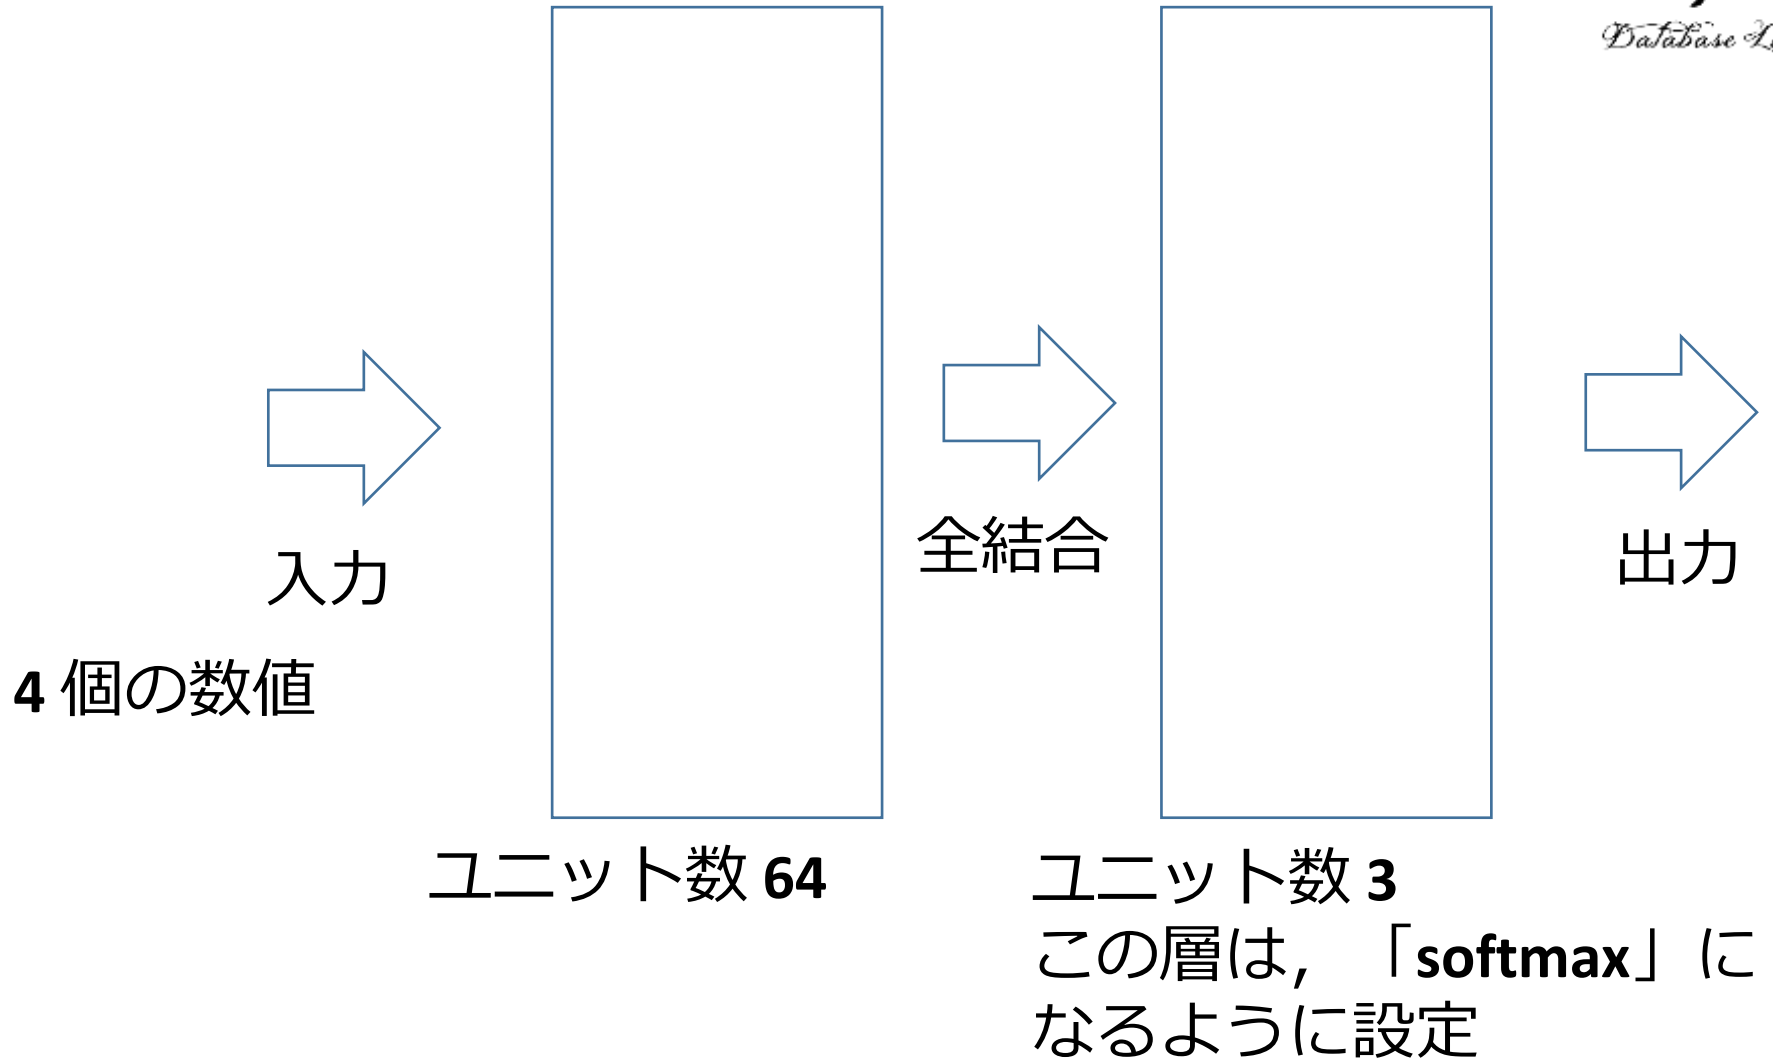 Database
入力
全結合
出力
4 個の数値
ユニット数 64
ユニット数 3
この層は，「softmax」に
なるように設定